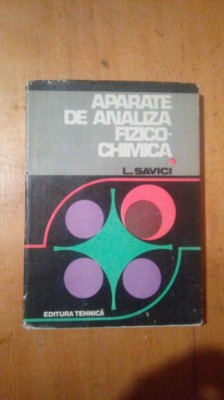 APARATE
DE ANALIZA
FIZICO-
CHIMICA
L. SAVICI
EDITURA TEHNICĂ